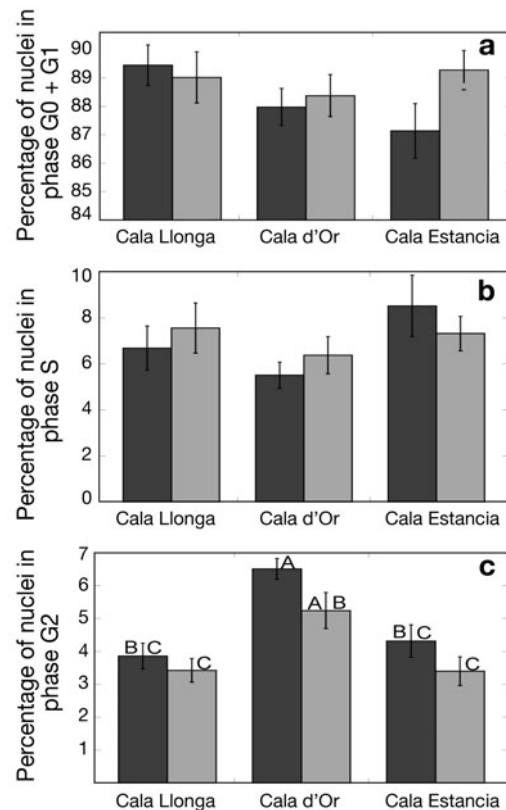 Percentage of nuclei in
phase G0 + G1
90
89
88
87
86
85
84
a
Cala Llonga
Cala d'Or
Cala Estancia
Percentage of nuclei in
phase S
10
8
6
4
2
0
b
Cala Llonga
Cala d'Or
Cala Estancia
Percentage of nuclei in
phase G2
7
6
5
4
3
2
1
c
B C
C
A
A B
B C
C
Cala Llonga
Cala d'Or
Cala Estancia